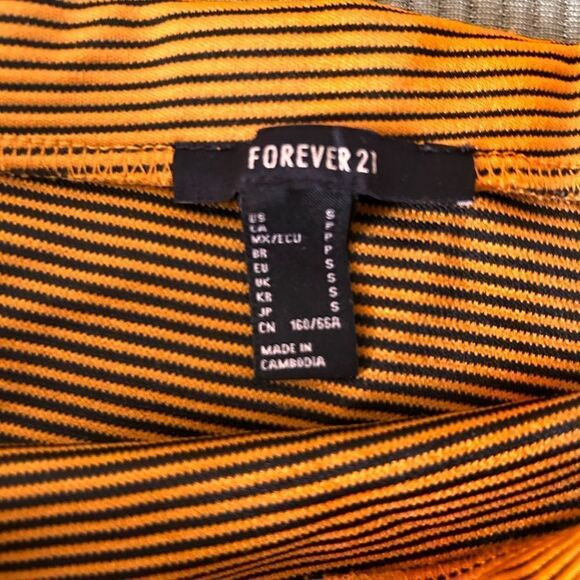 FOREVER 21
US S
CA P
MX/ECU P
BR P
EU S
UK S
KR S
JP S
CN 160/66A
MADE IN
CAMBODIA